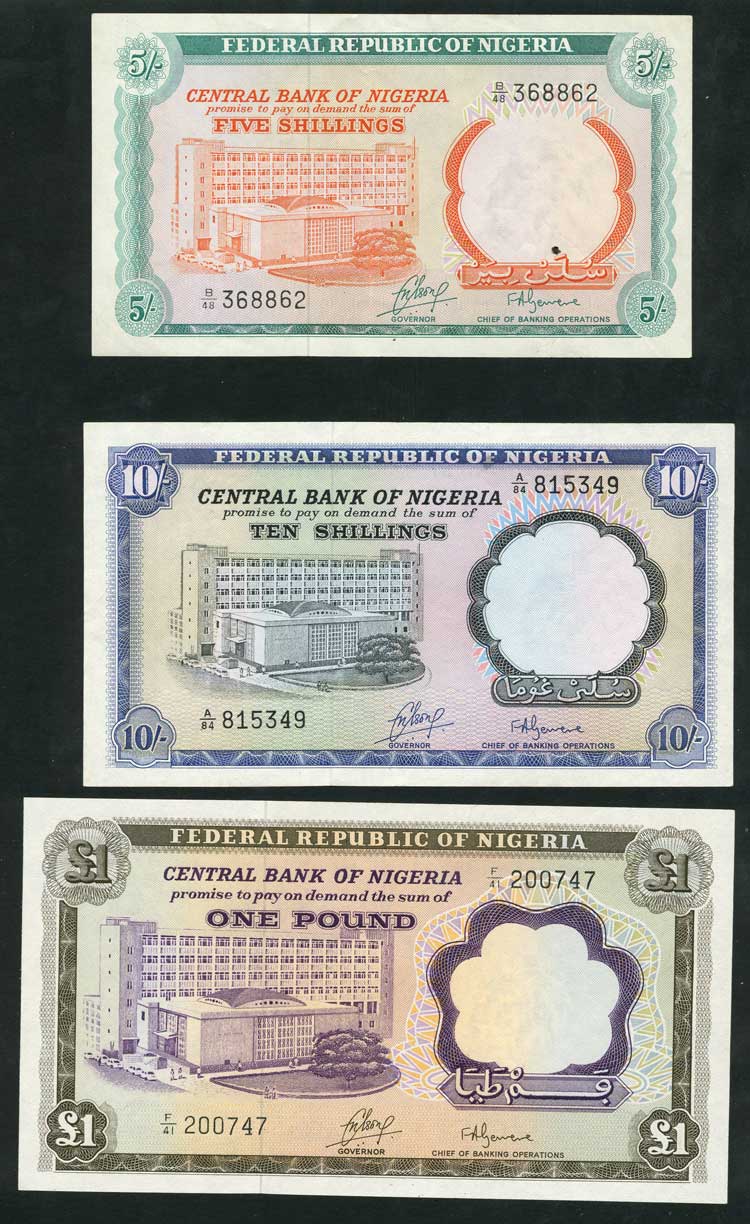 FEDERAL REPUBLIC OF NIGERIA
5/-
5/-
CENTRAL BANK OF NIGERIA
B/48 368862
promise to pay on demand the sum of
FIVE SHILLINGS
سُلَىْ بِيَرْ
B/48 368862
GOVERNOR
CHIEF OF BANKING OPERATIONS
5/-
5/-
FEDERAL REPUBLIC OF NIGERIA
10/-
10/-
CENTRAL BANK OF NIGERIA
A/84 815349
promise to pay on demand the sum of
TEN SHILLINGS
سُلَىْ غُومَا
A/84 815349
GOVERNOR
CHIEF OF BANKING OPERATIONS
10/-
10/-
FEDERAL REPUBLIC OF NIGERIA
£1
£1
CENTRAL BANK OF NIGERIA
F/41 200747
promise to pay on demand the sum of
ONE POUND
F/41 200747
GOVERNOR
CHIEF OF BANKING OPERATIONS
£1
£1